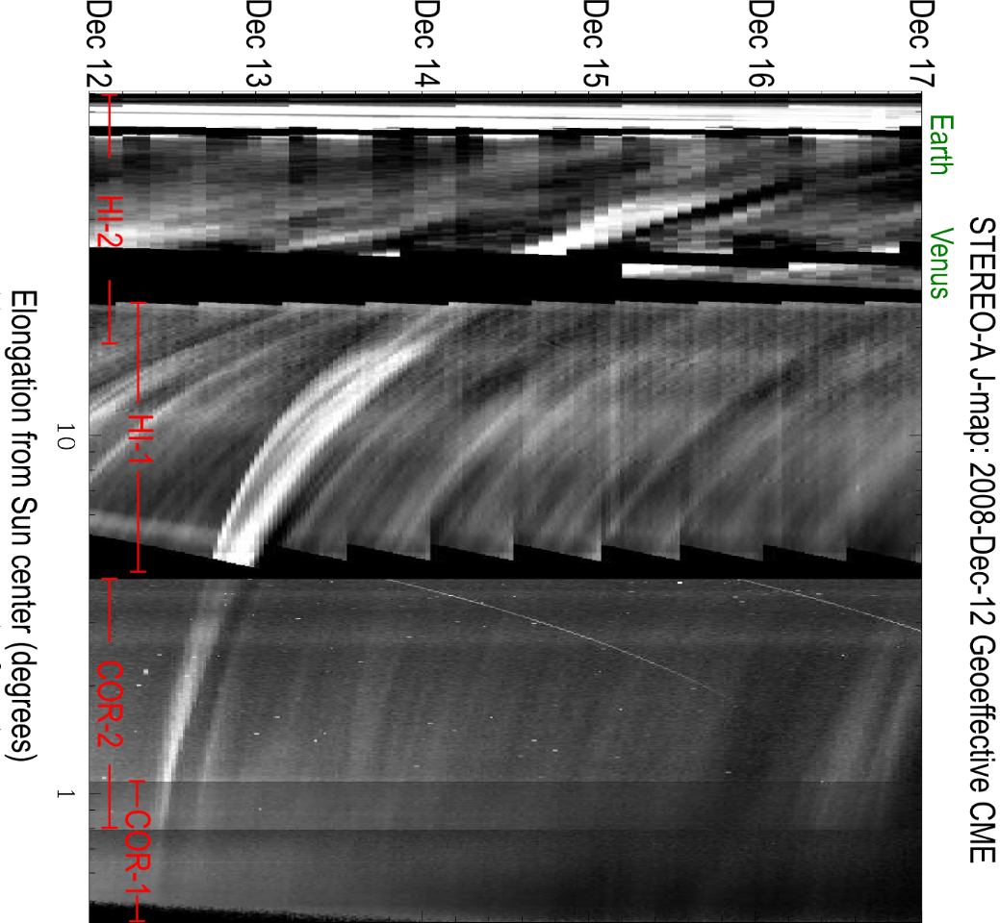 STEREO-A J-map: 2008-Dec-12 Geoeffective CME
Earth
Venus
HI-2
HI-1
COR-2
COR-1
10
1
Elongation from Sun center (degrees)
Dec 12
Dec 13
Dec 14
Dec 15
Dec 16
Dec 17